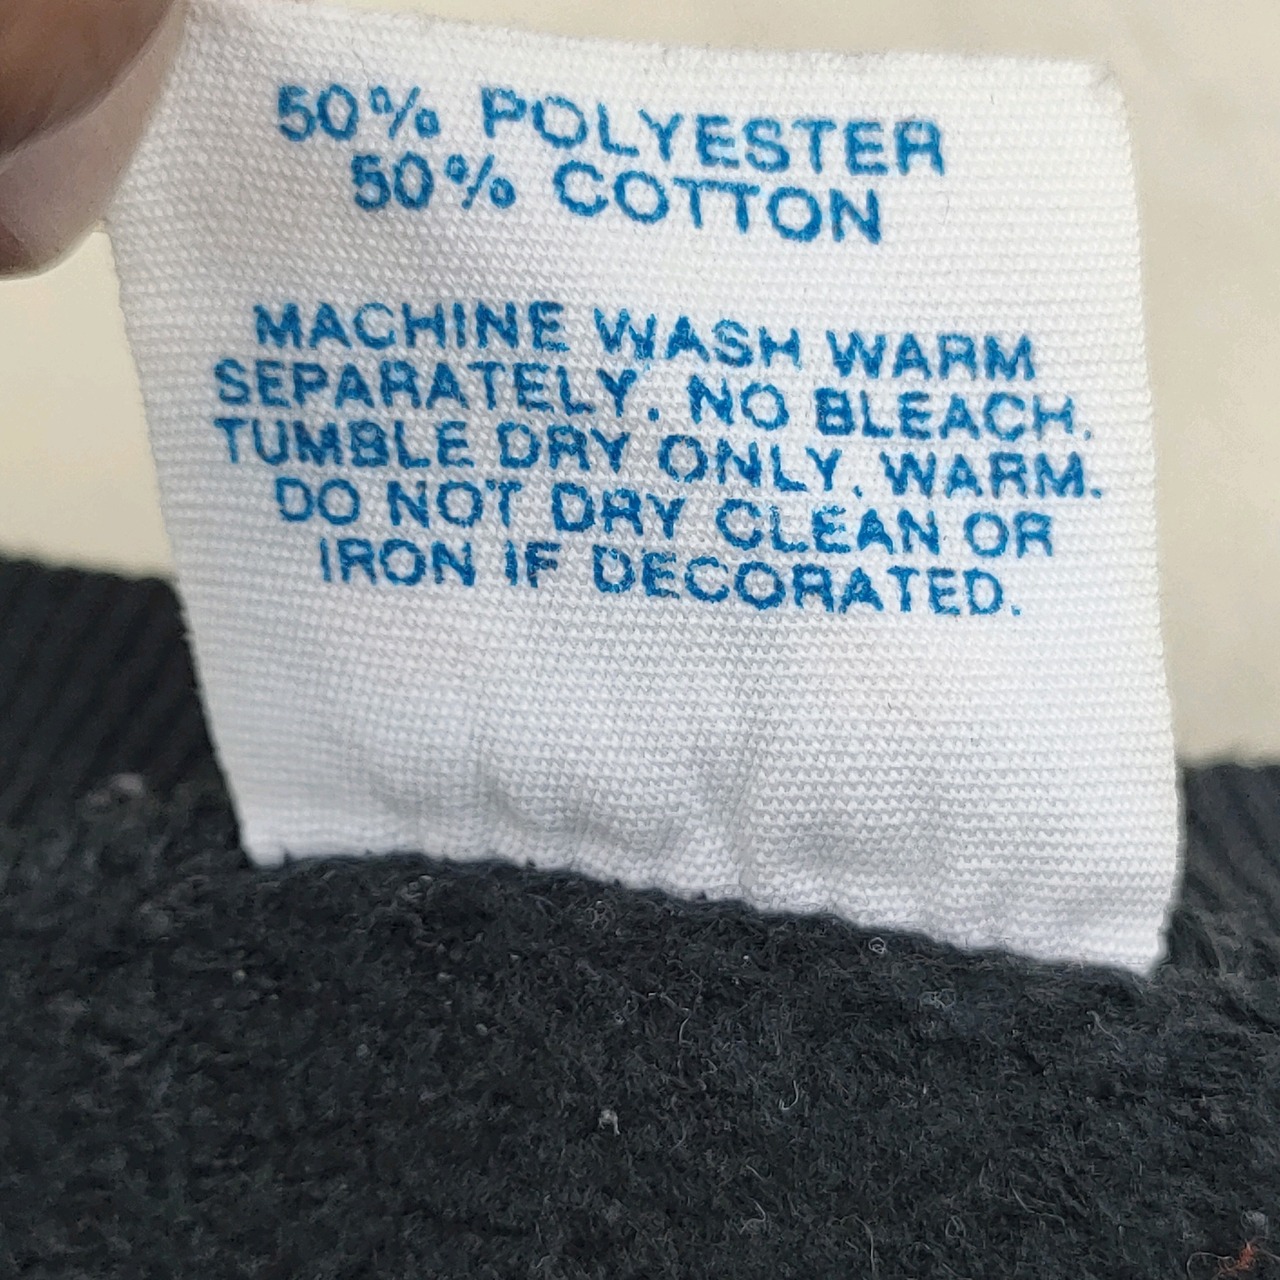 50% POLYESTER
50% COTTON
MACHINE WASH WARM
SEPARATELY. NO BLEACH.
TUMBLE DRY ONLY. WARM.
DO NOT DRY CLEAN OR
IRON IF DECORATED.